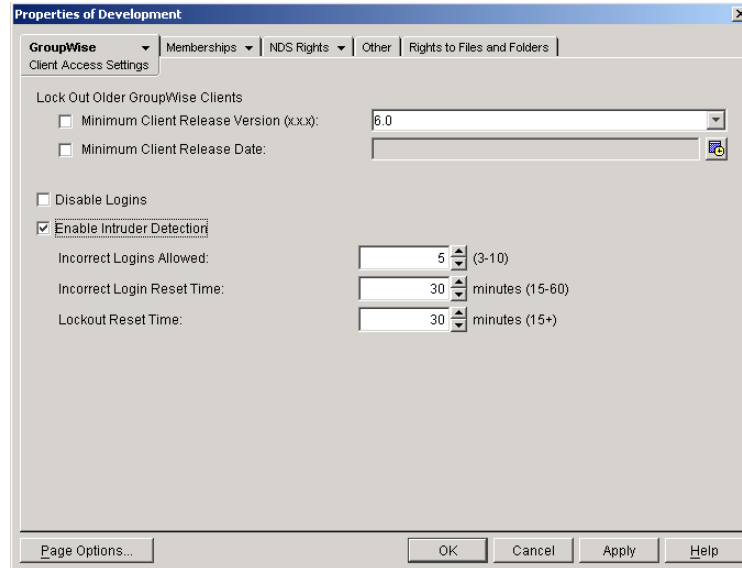 Properties of Development
GroupWise Memberships NDS Rights Other Rights to Files and Folders
Client Access Settings
Lock Out Older GroupWise Clients
Minimum Client Release Version (x.x.x): 6.0
Minimum Client Release Date:
Disable Logins
Enable Intruder Detection
Incorrect Logins Allowed: 5 (3-10)
Incorrect Login Reset Time: 30 minutes (15-60)
Lockout Reset Time: 30 minutes (15+)
Page Options... OK Cancel Apply Help